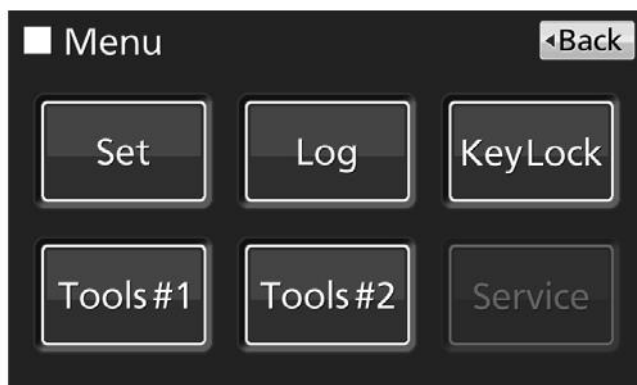 Menu
Back
Set
Log
KeyLock
Tools #1
Tools #2
Service